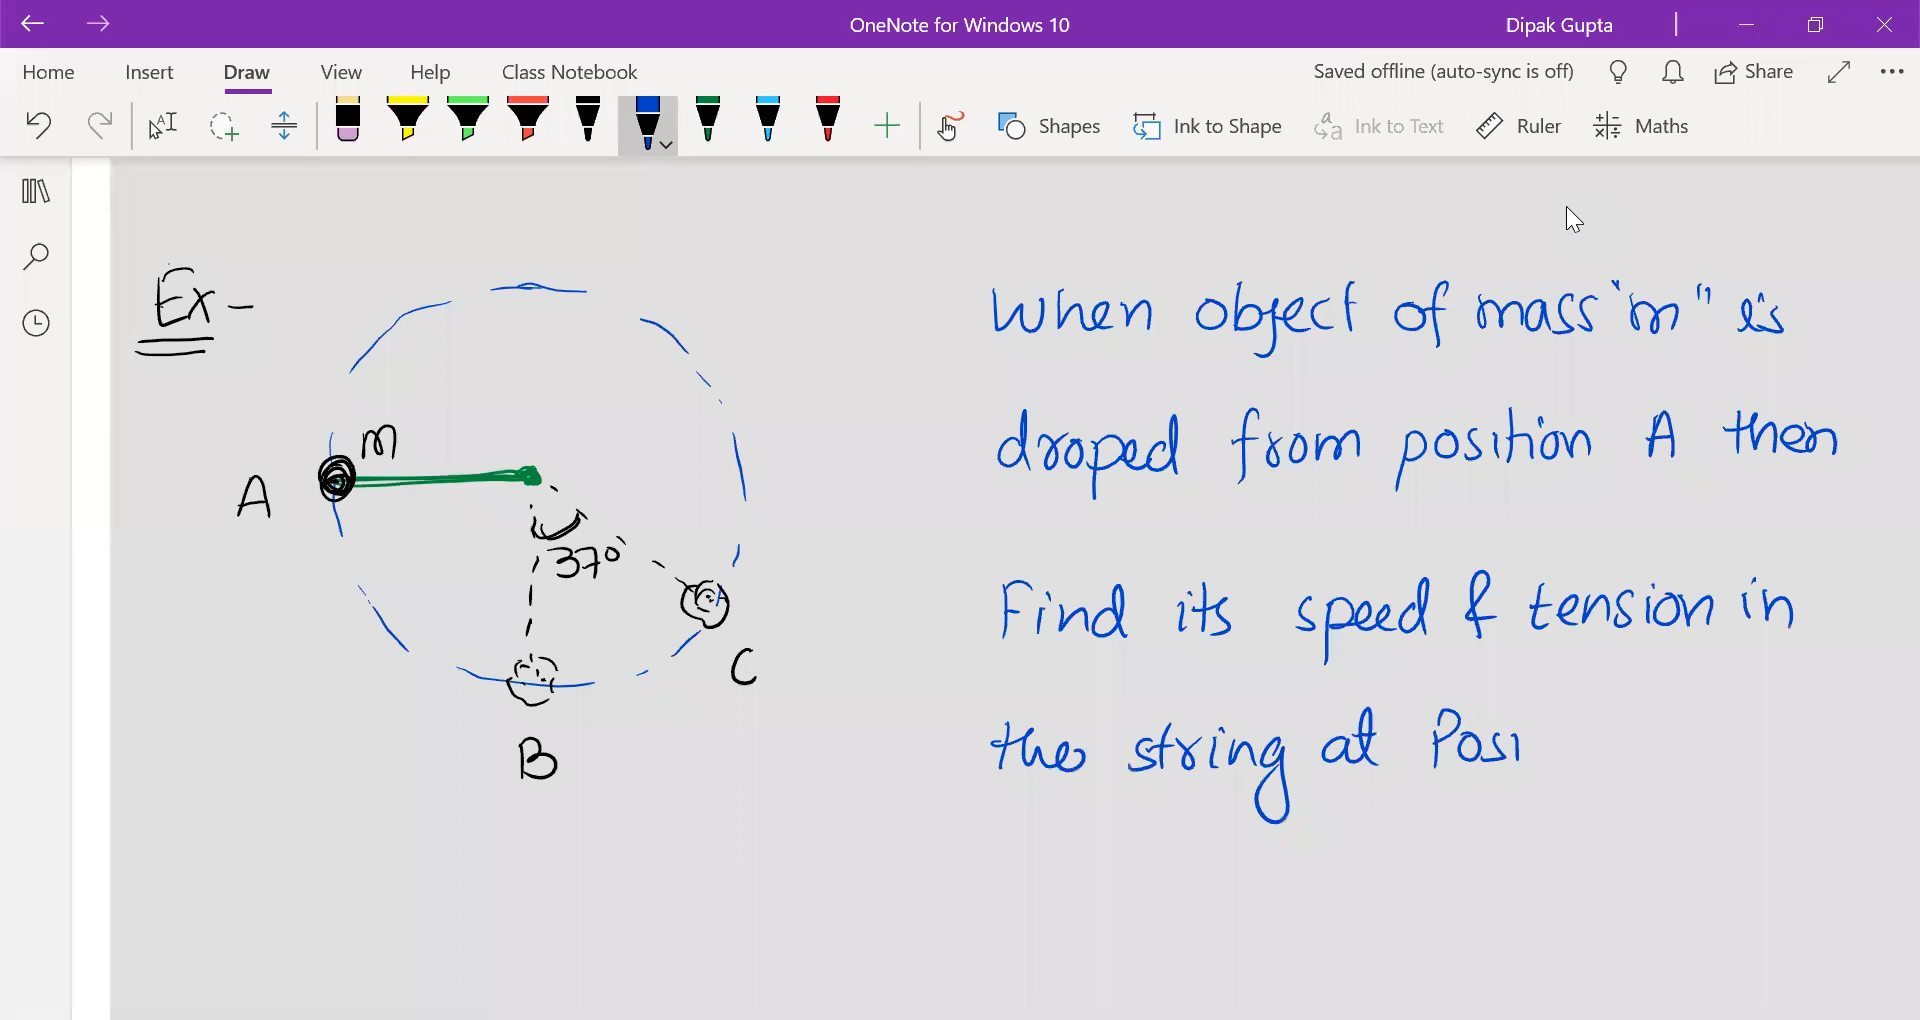 OneNote for Windows 10
Dipak Gupta
Home Insert Draw View Help Class Notebook
Saved offline (auto-sync is off)
Share
Shapes
Ink to Shape
Ink to Text
Ruler
Maths
Ex-
m
A
37°
C
B
When object of mass "m" is
droped from position A then
Find its speed & tension in
the string at Posi